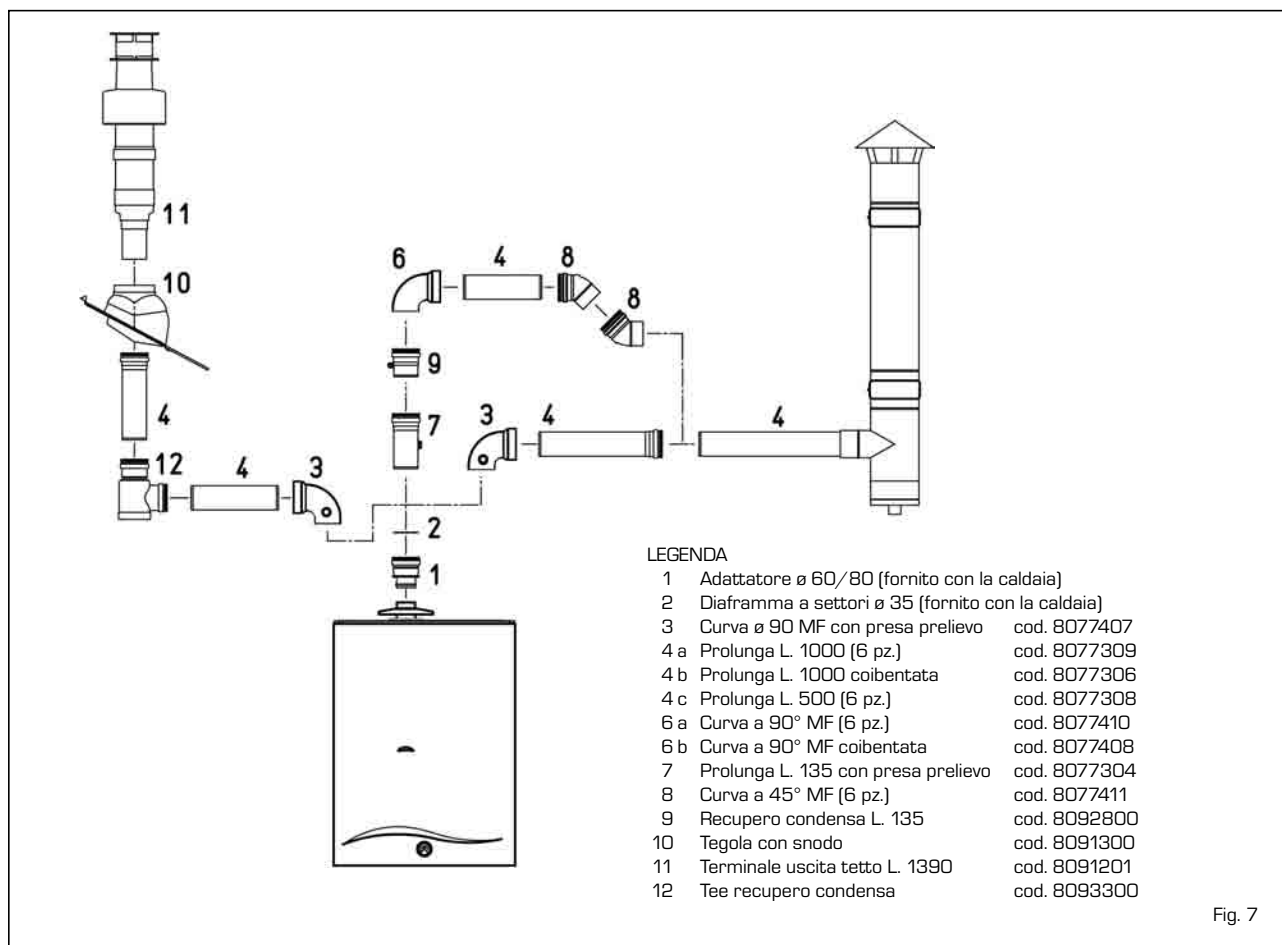 11
10
6
4
8
8
9
4
7
3
4
4
12
4
3
2
1
LEGENDA
1 Adattatore ø 60/80 (fornito con la caldaia)
2 Diaframma a settori ø 35 (fornito con la caldaia)
3 Curva ø 90 MF con presa prelievo cod. 8077407
4 a Prolunga L. 1000 (6 pz.) cod. 8077309
4 b Prolunga L. 1000 coibentata cod. 8077306
4 c Prolunga L. 500 (6 pz.) cod. 8077308
6 a Curva a 90° MF (6 pz.) cod. 8077410
6 b Curva a 90° MF coibentata cod. 8077408
7 Prolunga L. 135 con presa prelievo cod. 8077304
8 Curva a 45° MF (6 pz.) cod. 8077411
9 Recupero condensa L. 135 cod. 8092800
10 Tegola con snodo cod. 8091300
11 Terminale uscita tetto L. 1390 cod. 8091201
12 Tee recupero condensa cod. 8093300
Fig. 7